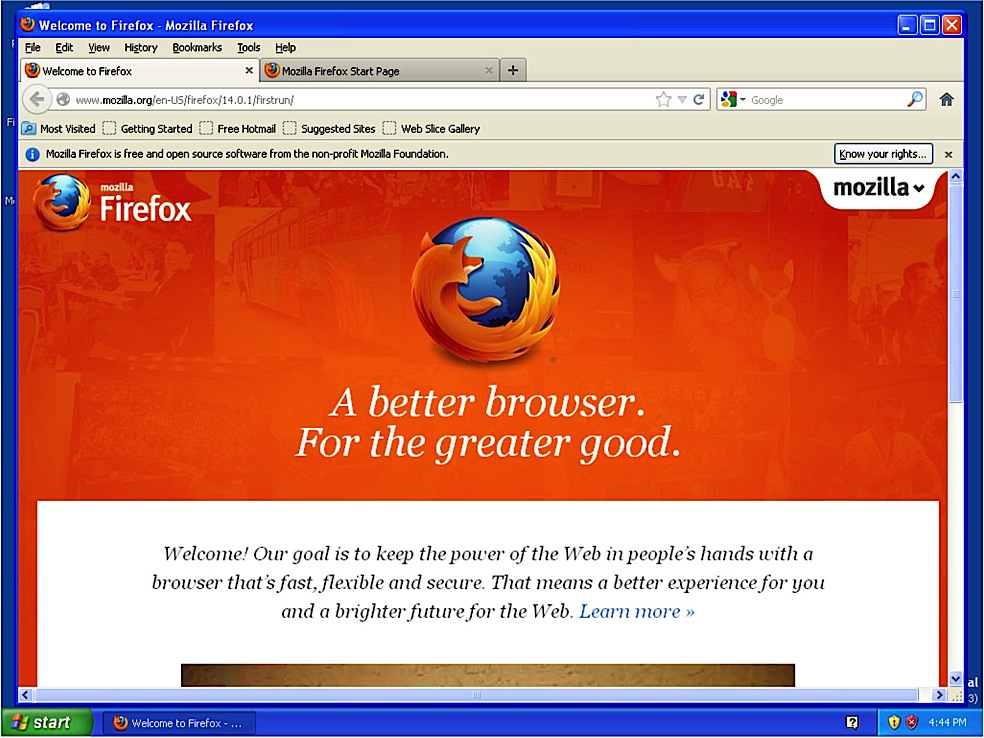 Welcome to Firefox - Mozilla Firefox
File Edit View History Bookmarks Tools Help
Welcome to Firefox
Mozilla Firefox Start Page
www.mozilla.org/en-US/firefox/14.0.1/firstrun/
Google
Most Visited Getting Started Free Hotmail Suggested Sites Web Slice Gallery
Mozilla Firefox is free and open source software from the non-profit Mozilla Foundation.
Know your rights...
mozilla
Firefox
mozilla
A better browser.
For the greater good.
Welcome! Our goal is to keep the power of the Web in people's hands with a
browser that's fast, flexible and secure. That means a better experience for you
and a brighter future for the Web. Learn more »
al
3)
start
Welcome to Firefox - ...
4:44 PM